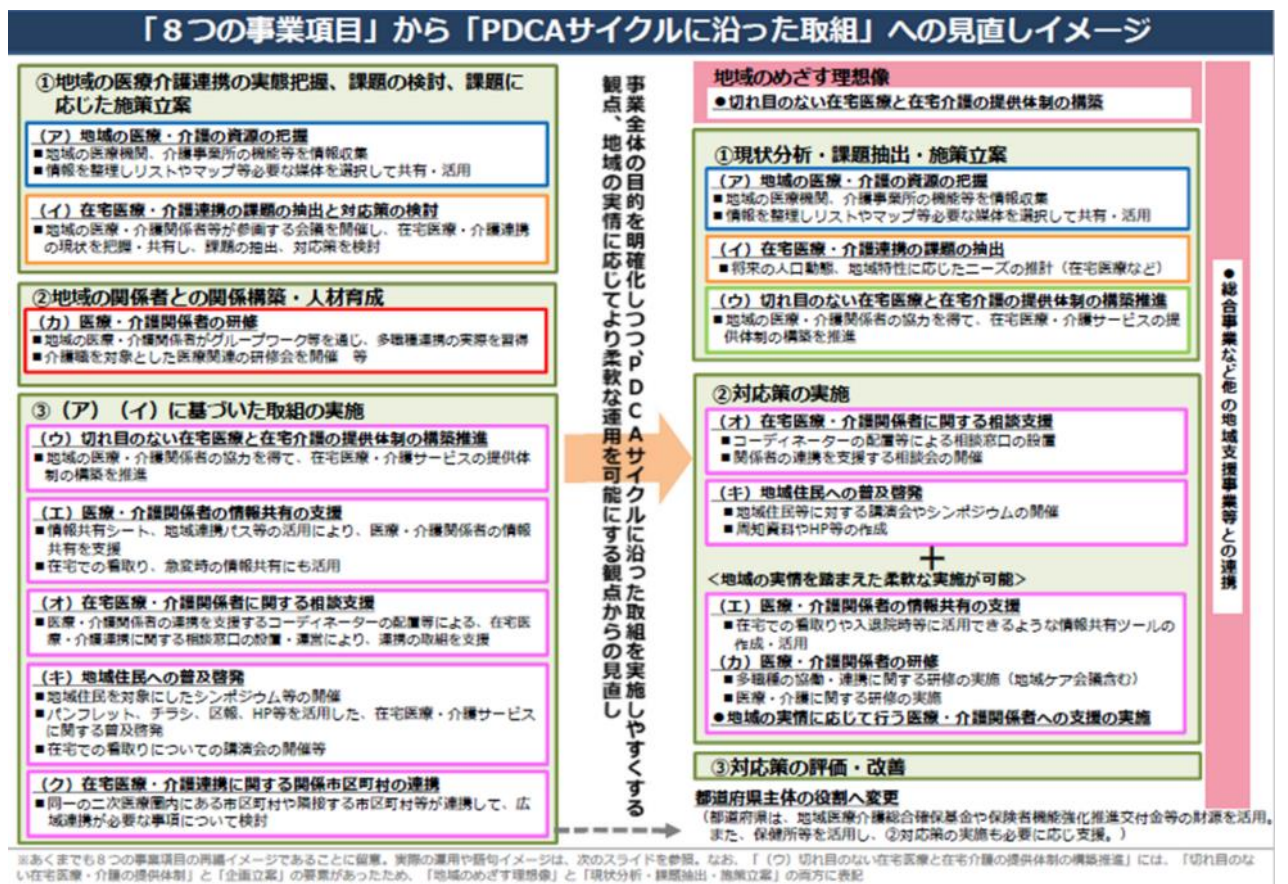 「８つの事業項目」から「PDCAサイクルに沿った取組」への見直しイメージ
①地域の医療介護連携の実態把握、課題の検討、課題に
応じた施策立案
（ア）地域の医療・介護の資源の把握
■地域の医療機関、介護事業所の機能等を情報収集
■情報を整理しリストやマップ等必要な媒体を選択して共有・活用
（イ）在宅医療・介護連携の課題の抽出と対応策の検討
■地域の医療・介護関係者等が参画する会議を開催し、在宅医療・介護連携
の現状を把握・共有し、課題の抽出、対応策を検討
②地域の関係者との関係構築・人材育成
（カ）医療・介護関係者の研修
■地域の医療・介護関係者がグループワーク等を通じ、多職種連携の実際を習得
■介護職を対象とした医療関連の研修会を開催　等
③（ア）（イ）に基づいた取組の実施
（ウ）切れ目のない在宅医療と在宅介護の提供体制の構築推進
■地域の医療・介護関係者の協力を得て、在宅医療・介護サービスの提供体
制の構築を推進
（エ）医療・介護関係者の情報共有の支援
■情報共有シート、地域連携パス等の活用により、医療・介護関係者の情報
共有を支援
■在宅での看取り、急変時の情報共有にも活用
（オ）在宅医療・介護関係者に関する相談支援
■医療・介護関係者の連携を支援するコーディネーターの配置等による、在宅医
療・介護連携に関する相談窓口の設置・運営により、連携の取組を支援
（キ）地域住民への普及啓発
■地域住民を対象にしたシンポジウム等の開催
■パンフレット、チラシ、区報、HP等を活用した、在宅医療・介護サービス
に関する普及啓発
■在宅での看取りについての講演会の開催等
（ク）在宅医療・介護連携に関する関係市区町村の連携
■同一の二次医療圏内にある市区町村や隣接する市区町村等が連携して、広
域連携が必要な事項について検討
事業全体の目的を明確化しつつ、PDCAサイクルに沿った取組を実施しやすくする
観点、地域の実情に応じてより柔軟な運用を可能にする観点からの見直し
地域のめざす理想像
●切れ目のない在宅医療と在宅介護の提供体制の構築
①現状分析・課題抽出・施策立案
（ア）地域の医療・介護の資源の把握
■地域の医療機関、介護事業所の機能等を情報収集
■情報を整理しリストやマップ等必要な媒体を選択して共有・活用
（イ）在宅医療・介護連携の課題の抽出
■将来の人口動態、地域特性に応じたニーズの推計（在宅医療など）
（ウ）切れ目のない在宅医療と在宅介護の提供体制の構築推進
■地域の医療・介護関係者の協力を得て、在宅医療・介護サービスの提
供体制の構築を推進
②対応策の実施
（オ）在宅医療・介護関係者に関する相談支援
■コーディネーターの配置等による相談窓口の設置
■関係者の連携を支援する相談会の開催
（キ）地域住民への普及啓発
■地域住民等に対する講演会やシンポジウムの開催
■周知資料やHP等の作成
＋
＜地域の実情を踏まえた柔軟な実施が可能＞
（エ）医療・介護関係者の情報共有の支援
■在宅での看取りや入退院時等に活用できるような情報共有ツールの
作成・活用
（カ）医療・介護関係者の研修
■多職種の協働・連携に関する研修の実施（地域ケア会議含む）
■医療・介護に関する研修の実施
●地域の実情に応じて行う医療・介護関係者への支援の実施
③対応策の評価・改善
●総合事業など他の地域支援事業等との連携
都道府県主体の役割へ変更
（都道府県は、地域医療介護総合確保基金や保険者機能強化推進交付金等の財源を活用。
また、保健所等を活用し、②対応策の実施も必要に応じ支援。）
※あくまでも８つの事業項目の再編イメージであることに留意。実際の運用や語句イメージは、次のスライドを参照。なお、「（ウ）切れ目のない在宅医療と在宅介護の提供体制の構築推進」には、「切れ目のな
い在宅医療・介護の提供体制」と「企画立案」の要素があったため、「地域のめざす理想像」と「現状分析・課題抽出・施策立案」の両方に表記